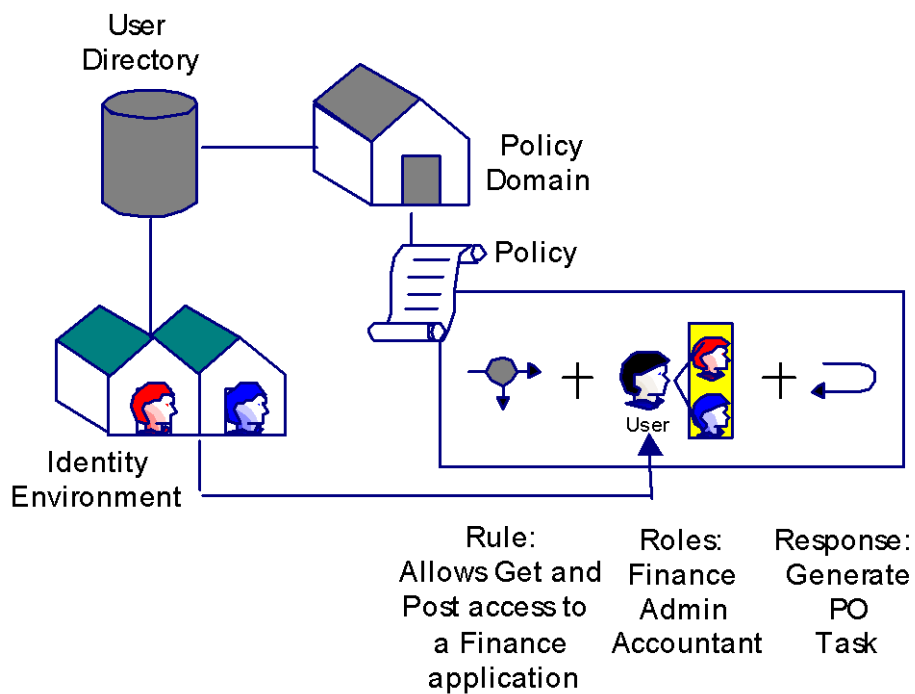 User
Directory
Policy
Domain
Policy
User
Identity
Environment
Rule:
Allows Get and
Post access to
a Finance
application
Roles:
Finance
Admin
Accountant
Response:
Generate
PO
Task